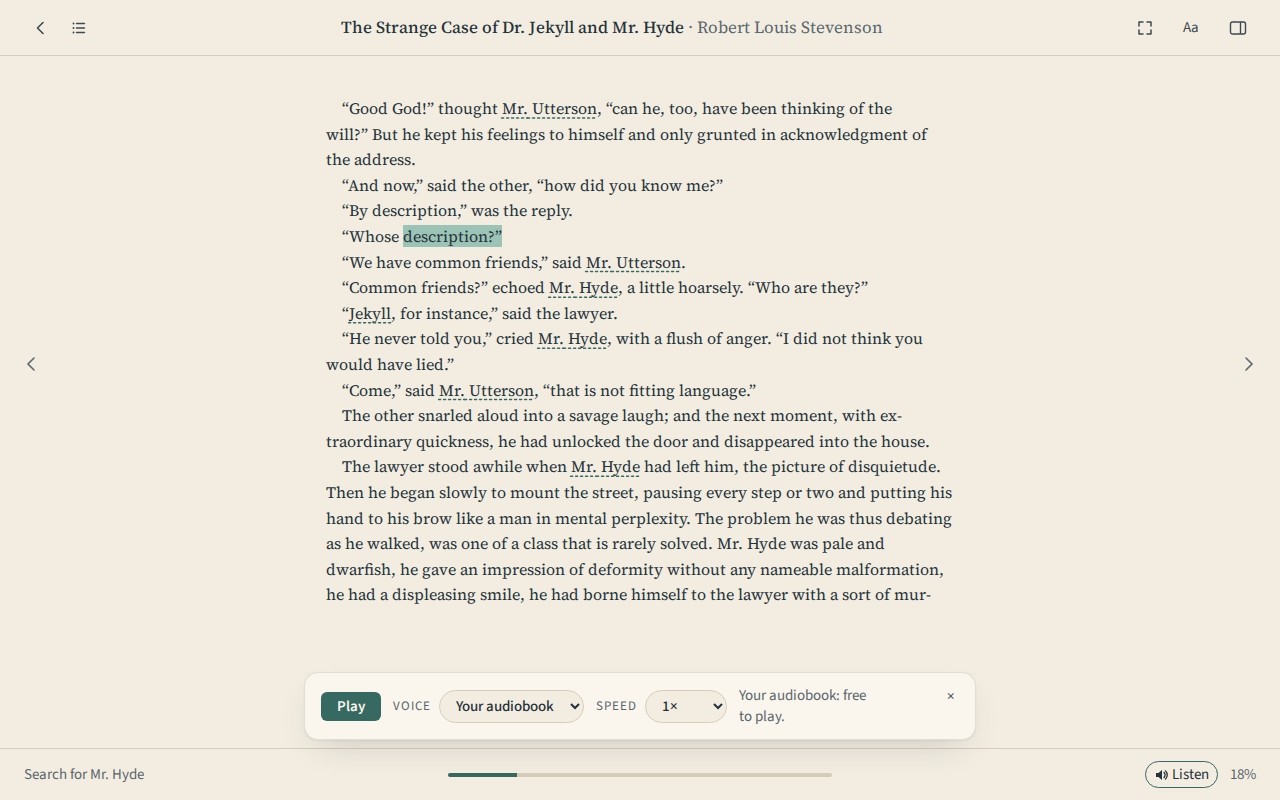 The Strange Case of Dr. Jekyll and Mr. Hyde · Robert Louis Stevenson
Aa
“Good God!” thought Mr. Utterson, “can he, too, have been thinking of the
will?” But he kept his feelings to himself and only grunted in acknowledgment of
the address.
“And now,” said the other, “how did you know me?”
“By description,” was the reply.
“Whose description?”
“We have common friends,” said Mr. Utterson.
“Common friends?” echoed Mr. Hyde, a little hoarsely. “Who are they?”
“Jekyll, for instance,” said the lawyer.
“He never told you,” cried Mr. Hyde, with a flush of anger. “I did not think you
would have lied.”
“Come,” said Mr. Utterson, “that is not fitting language.”
The other snarled aloud into a savage laugh; and the next moment, with ex-
traordinary quickness, he had unlocked the door and disappeared into the house.
The lawyer stood awhile when Mr. Hyde had left him, the picture of disquietude.
Then he began slowly to mount the street, pausing every step or two and putting his
hand to his brow like a man in mental perplexity. The problem he was thus debating
as he walked, was one of a class that is rarely solved. Mr. Hyde was pale and
dwarfish, he gave an impression of deformity without any nameable malformation,
he had a displeasing smile, he had borne himself to the lawyer with a sort of mur-
Play VOICE Your audiobook SPEED 1× Your audiobook: free
to play. ×
Search for Mr. Hyde Listen 18%